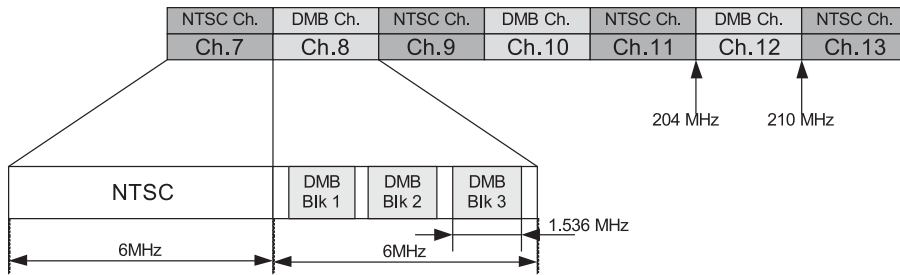 NTSC Ch. DMB Ch. NTSC Ch. DMB Ch. NTSC Ch. DMB Ch. NTSC Ch.
Ch.7 Ch.8 Ch.9 Ch.10 Ch.11 Ch.12 Ch.13
204 MHz 210 MHz
NTSC
DMB DMB DMB
Blk 1 Blk 2 Blk 3
1.536 MHz
6MHz 6MHz